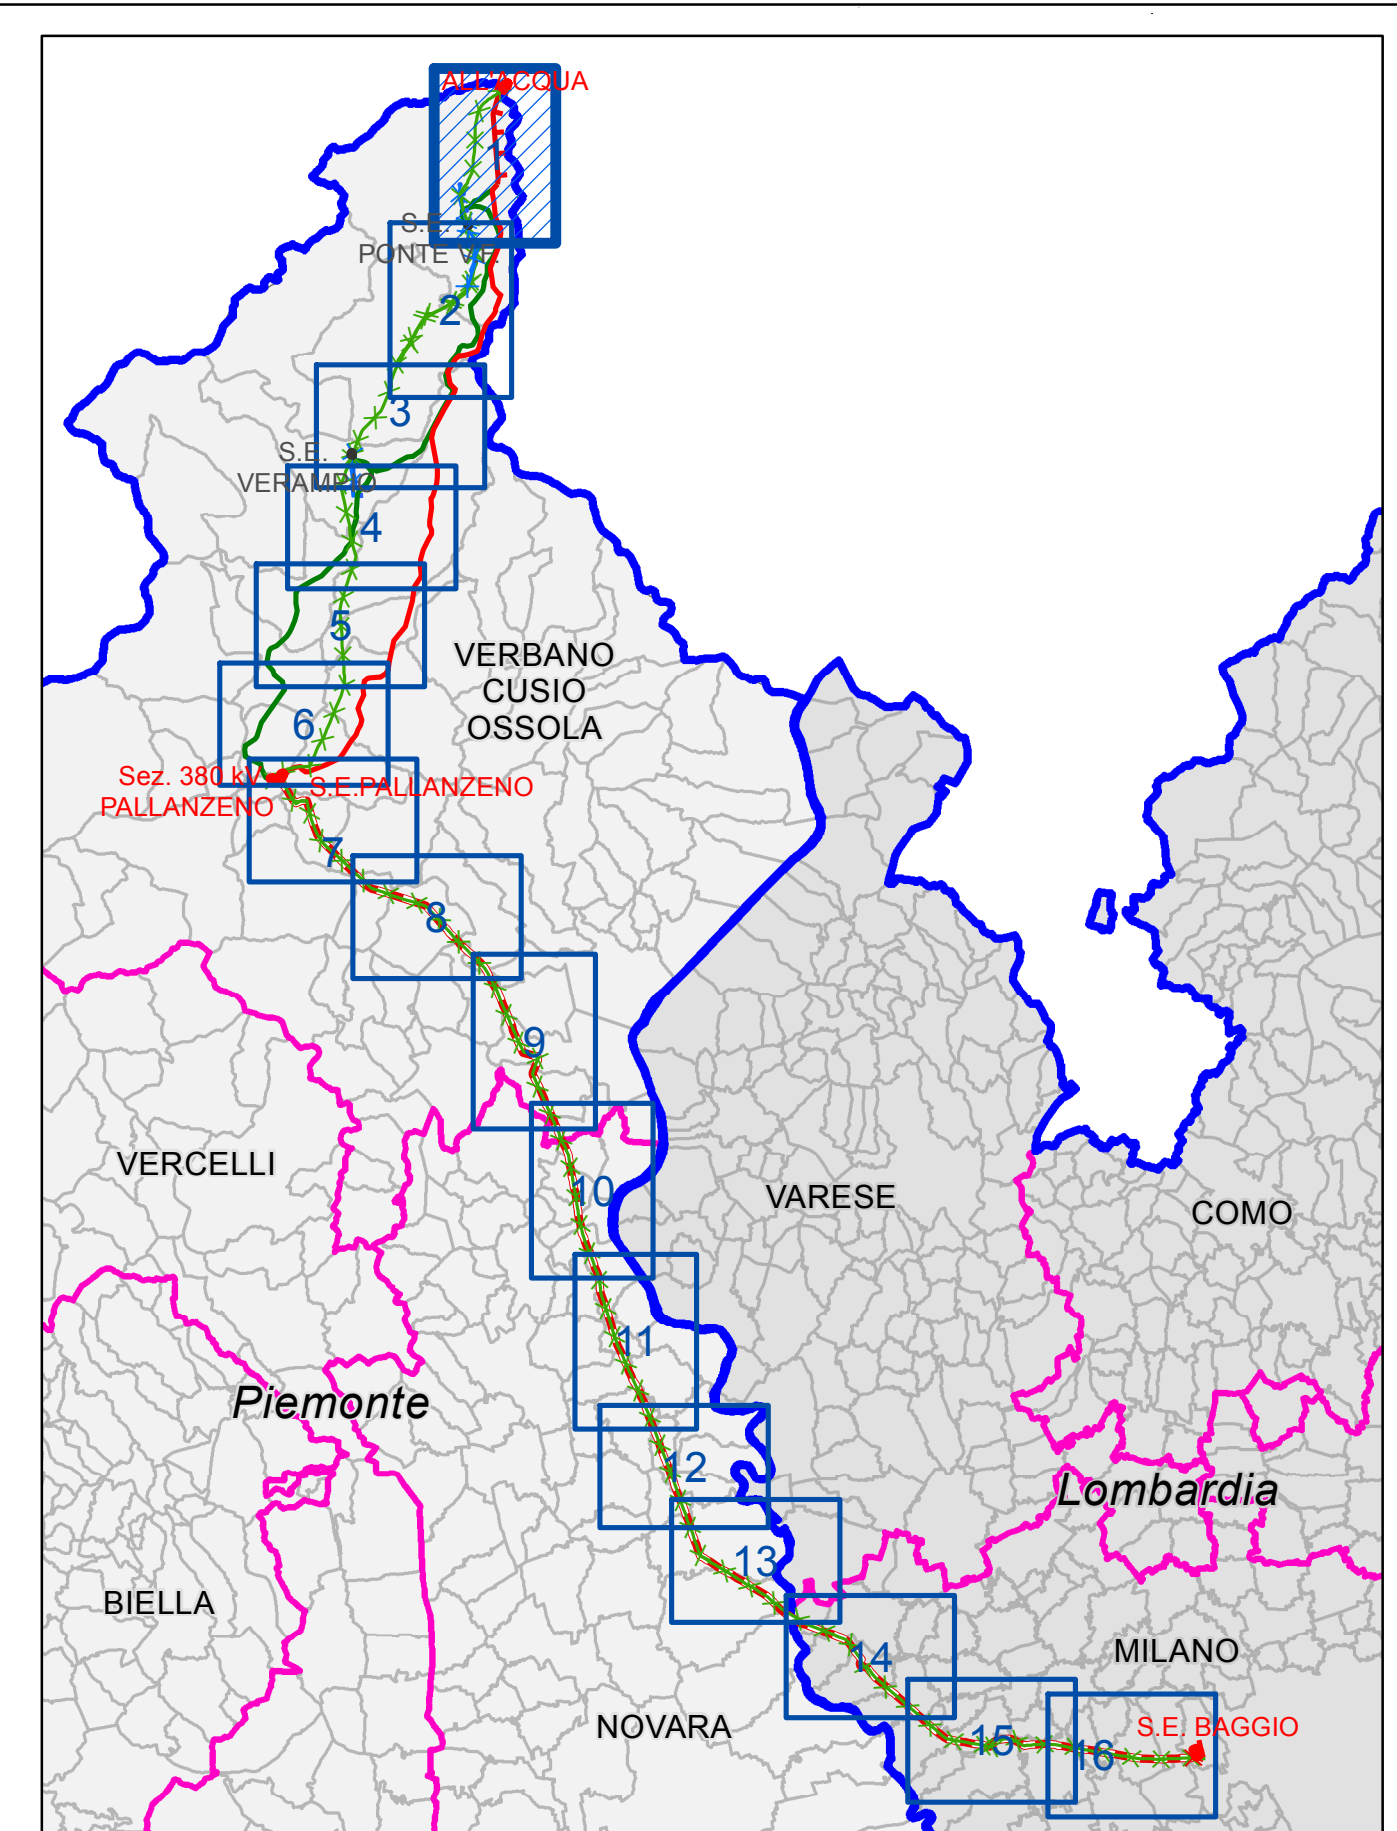 ALL'ACQUA
1
S.E.
PONTE V.F.
2
3
S.E.
VERAMPIO
4
5
VERBANO
CUSIO
OSSOLA
6
Sez. 380 kV
PALLANZENO
S.E.PALLANZENO
7
8
9
VERCELLI
10
VARESE
COMO
11
Piemonte
12
Lombardia
13
BIELLA
14
MILANO
NOVARA
15
S.E. BAGGIO
16